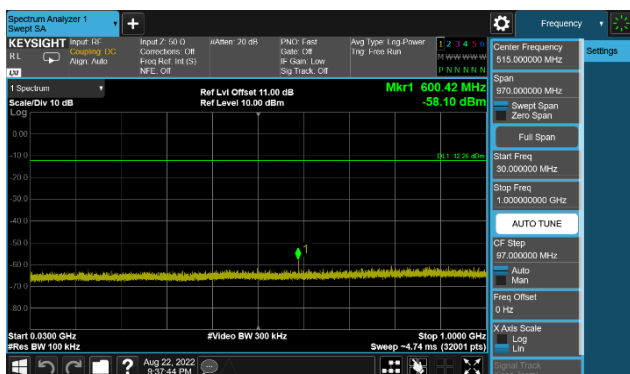 Spectrum Analyzer 1
Swept SA
Frequency
KEYSIGHT
Input: RF
Coupling: DC
Align: Auto
RL
Input Z: 50 Ω
Corrections: Off
Freq Ref: Int (S)
NFE: Off
#Atten: 20 dB
PNO: Fast
Gate: Off
IF Gain: Low
Sig Track: Off
Avg Type: Log-Power
Trig: Free Run
1 2 3 4 5 6
M W W W W W
P N N N N N
Center Frequency
515.000000 MHz
Settings
Span
970.000000 MHz
Swept Span
Zero Span
Full Span
Start Freq
30.000000 MHz
Stop Freq
1.000000000 GHz
AUTO TUNE
CF Step
97.000000 MHz
Auto
Man
Freq Offset
0 Hz
X Axis Scale
Log
Lin
Signal Track
LW
1 Spectrum
Scale/Div 10 dB
Log
Ref Lvl Offset 11.00 dB
Ref Level 10.00 dBm
Mkr1 600.42 MHz
-58.10 dBm
0.00
-10.0
-20.0
-30.0
-40.0
-50.0
-60.0
-70.0
-80.0
DL1 -12.26 dBm
1
Start 0.0300 GHz
#Res BW 100 kHz
#Video BW 300 kHz
Stop 1.0000 GHz
Sweep ~4.74 ms (32001 pts)
Aug 22, 2022
9:37:44 PM